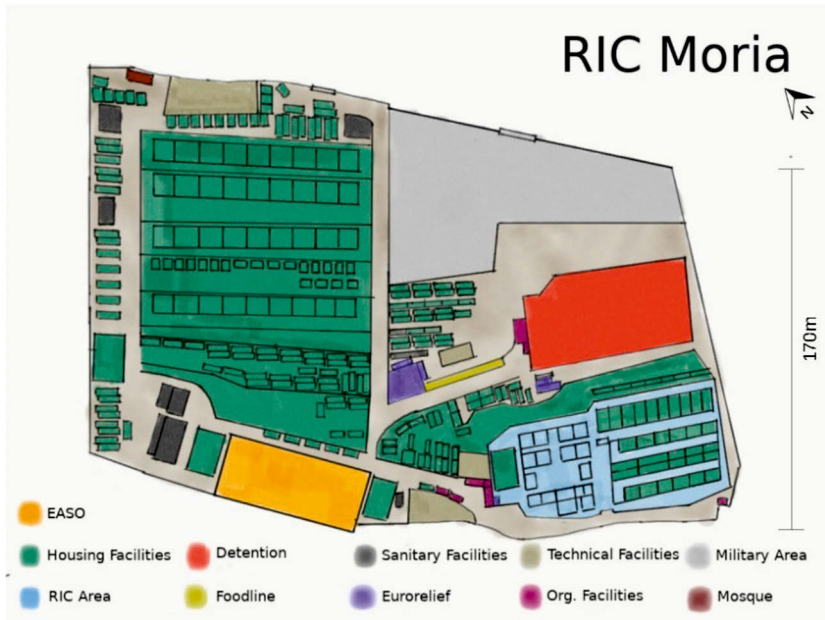 RIC Moria
N
170m
EASO
Housing Facilities
Detention
Sanitary Facilities
Technical Facilities
Military Area
RIC Area
Foodline
Eurorelief
Org. Facilities
Mosque